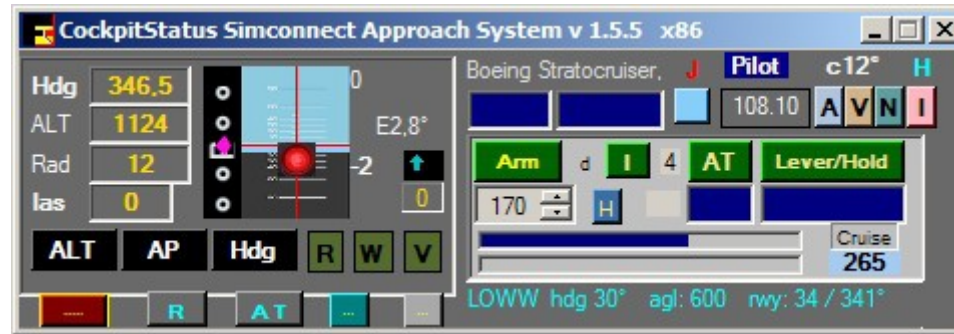 CockpitStatus Simconnect Approach System v 1.5.5 x86
Hdg 346,5
ALT 1124
Rad 12
Ias 0
0
E2,8°
-2
0
ALT AP Hdg R W V
..... R AT ... ...
Boeing Stratocruiser, J Pilot c12° H
108.10 A V N I
Arm d I 4 AT Lever/Hold
170 H
Cruise
265
LOWW hdg 30° agl: 600 rwy: 34 / 341°